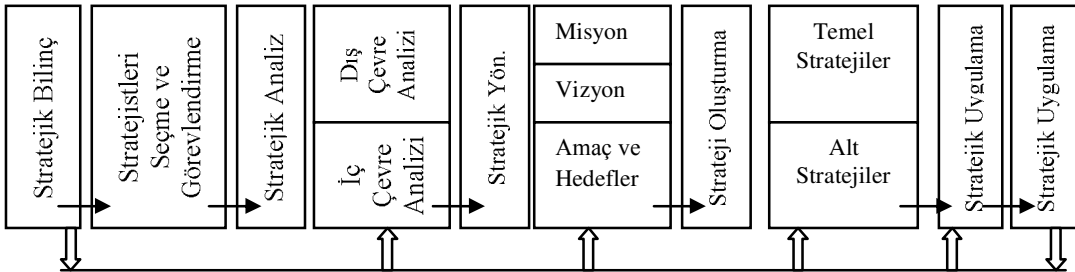 Stratejik Bilinç
Stratejistleri
Seçme ve
Görevlendirme
Stratejik Analiz
Dış
Çevre
Analizi
İç
Çevre
Analizi
Stratejik Yön.
Misyon
Vizyon
Amaç ve
Hedefler
Strateji Oluşturma
Temel
Stratejiler
Alt
Stratejiler
Stratejik Uygulama
Stratejik Uygulama